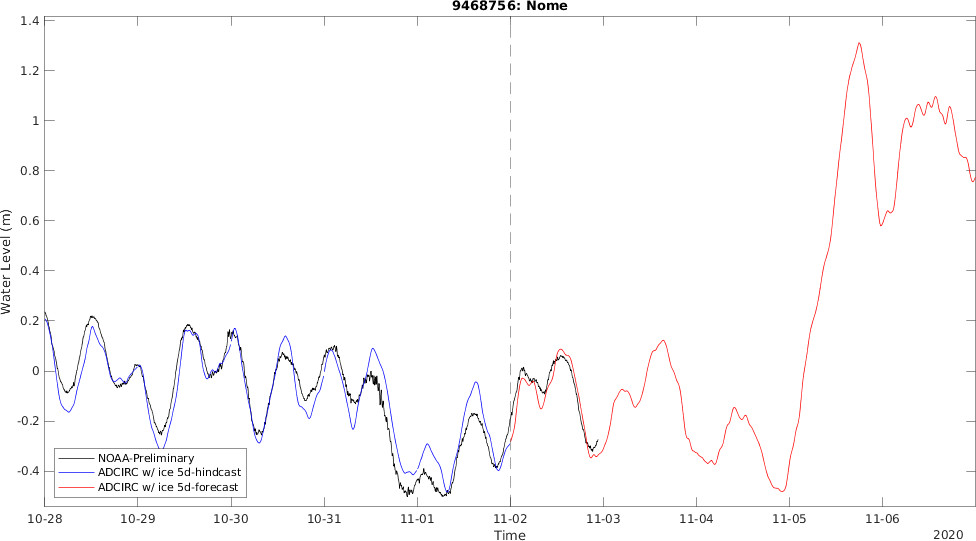 9468756: Nome
1.4
1.2
1
0.8
0.6
0.4
0.2
0
-0.2
-0.4
Water Level (m)
NOAA-Preliminary
ADCIRC w/ ice 5d-hindcast
ADCIRC w/ ice 5d-forecast
10-28 10-29 10-30 10-31 11-01 11-02 11-03 11-04 11-05 11-06
Time
2020